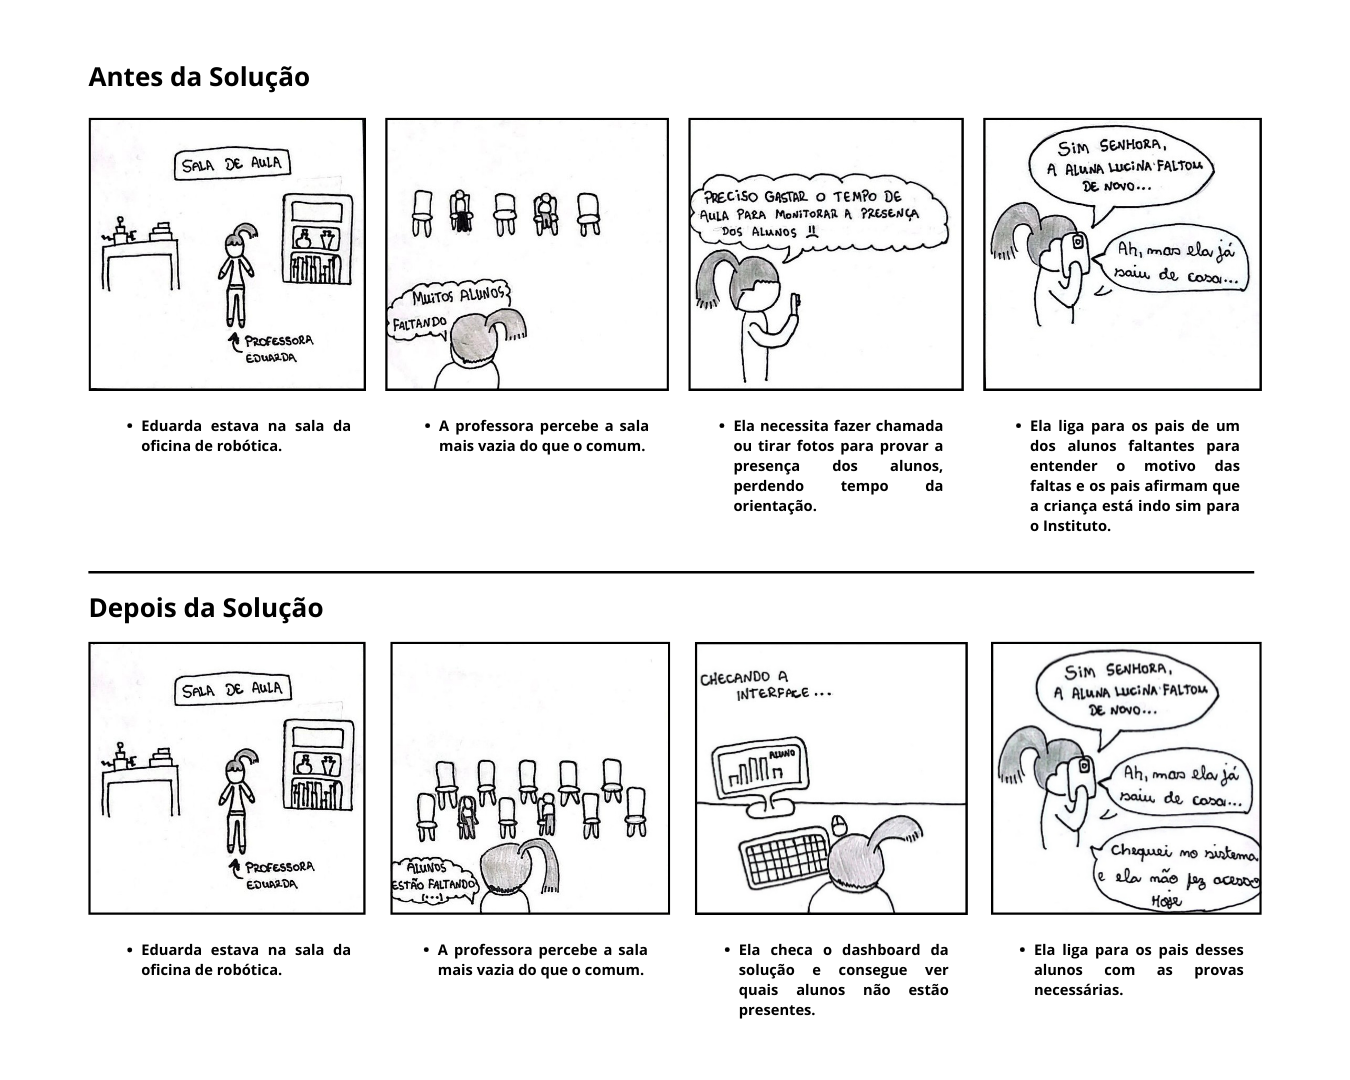 Antes da Solução
SALA DE AULA
PROFESSORA
EDUARDA
MUITOS ALUNOS
FALTANDO
PRECISO GASTAR O TEMPO DE
AULA PARA MONITORAR A PRESENÇA
DOS ALUNOS !!
SIM SENHORA,
A ALUNA LUCINA FALTOU
DE NOVO...
Ah, mas ela já
saiu de casa...
• Eduarda estava na sala da
oficina de robótica.
• A professora percebe a sala
mais vazia do que o comum.
• Ela necessita fazer chamada
ou tirar fotos para provar a
presença dos alunos,
perdendo tempo da
orientação.
• Ela liga para os pais de um
dos alunos faltantes para
entender o motivo das
faltas e os pais afirmam que
a criança está indo sim para
o Instituto.
Depois da Solução
SALA DE AULA
PROFESSORA
EDUARDA
ALUNOS
ESTÃO FALTANDO
(...)
CHECANDO A
INTERFACE...
ALUNO
SIM SENHORA,
A ALUNA LUCINA FALTOU
DE NOVO...
Ah, mas ela já
saiu de casa...
Chequei no sistema
e ela não fez acesso
Hoje
• Eduarda estava na sala da
oficina de robótica.
• A professora percebe a sala
mais vazia do que o comum.
• Ela checa o dashboard da
solução e consegue ver
quais alunos não estão
presentes.
• Ela liga para os pais desses
alunos com as provas
necessárias.